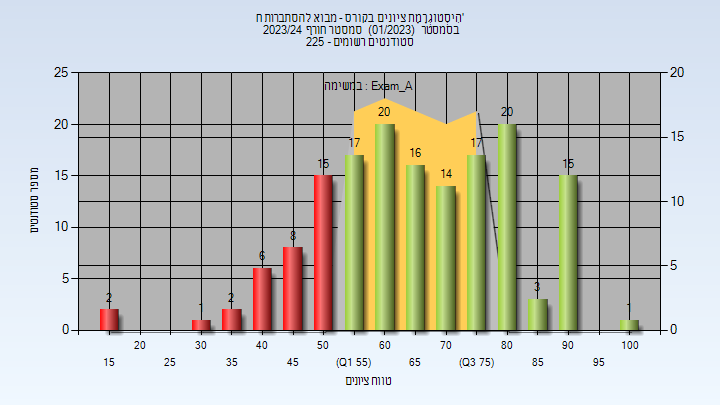 היסטוגרמת ציונים בקורס - מבוא להסתברות ח'
בסמסטר (01/2023) סמסטר חורף 2023/24
סטודנטים רשומים - 225
במשימה : Exam_A
25 20
20 15
15 10
10 5
5 0
0
מספר סטודנטים
2 1 2 6 8 15 17 20 16 14 17 20 3 15 1
20 30 40 50 60 70 80 90 100
15 25 35 45 (Q1 55) 65 (Q3 75) 85 95
טווח ציונים